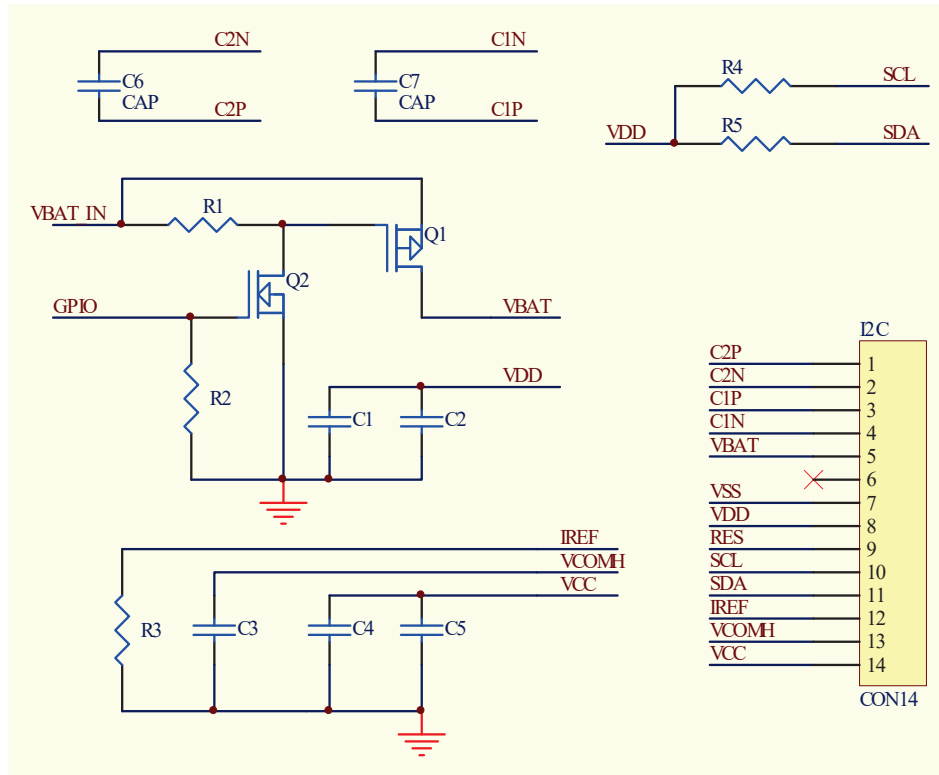 C2N
C6
CAP
C2P
C1N
C7
CAP
C1P
R4
SCL
VDD
R5
SDA
VBAT_IN
R1
Q1
Q2
GPIO
VBAT
R2
VDD
C1
C2
IREF
VCOMH
VCC
R3
C3
C4
C5
I2C
C2P 1
C2N 2
C1P 3
C1N 4
VBAT 5
6
VSS 7
VDD 8
RES 9
SCL 10
SDA 11
IREF 12
VCOMH 13
VCC 14
CON14